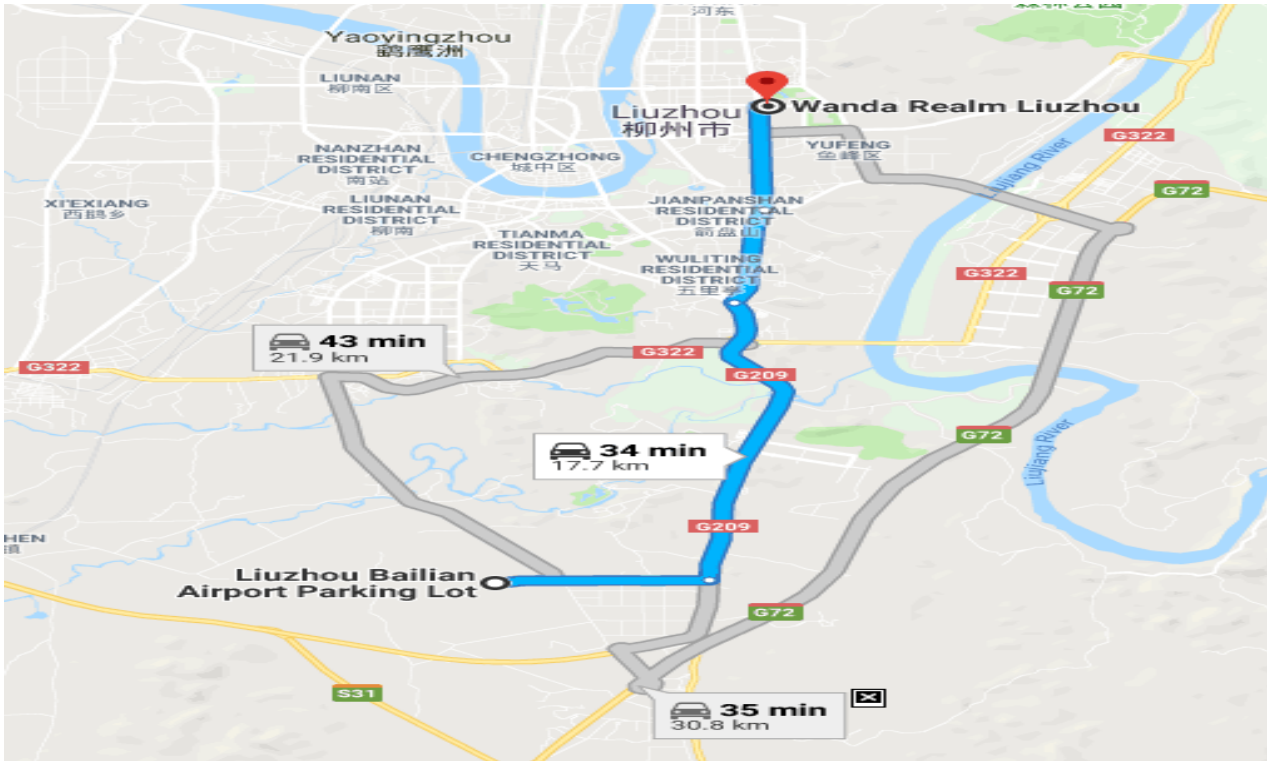 河东
Yaoyingzhou
鹞鹰洲
LIUNAN
柳南区
Liuzhou
柳州市
Wanda Realm Liuzhou
G322
YUFENG
鱼峰区
NANZHAN
RESIDENTIAL
DISTRICT
南站
CHENGZHONG
城中区
Liujiang River
G72
XI'EXIANG
西鹅乡
LIUNAN
RESIDENTIAL
DISTRICT
柳南
JIANPANSHAN
RESIDENTIAL
DISTRICT
箭盘山
TIANMA
RESIDENTIAL
DISTRICT
天马
WULITING
RESIDENTIAL
DISTRICT
五里亭
G322
G72
43 min
21.9 km
G322
G322
G209
G72
34 min
17.7 km
Liujiang River
G209
HEN
镇
Liuzhou Bailian
Airport Parking Lot
G72
S31
35 min
30.8 km